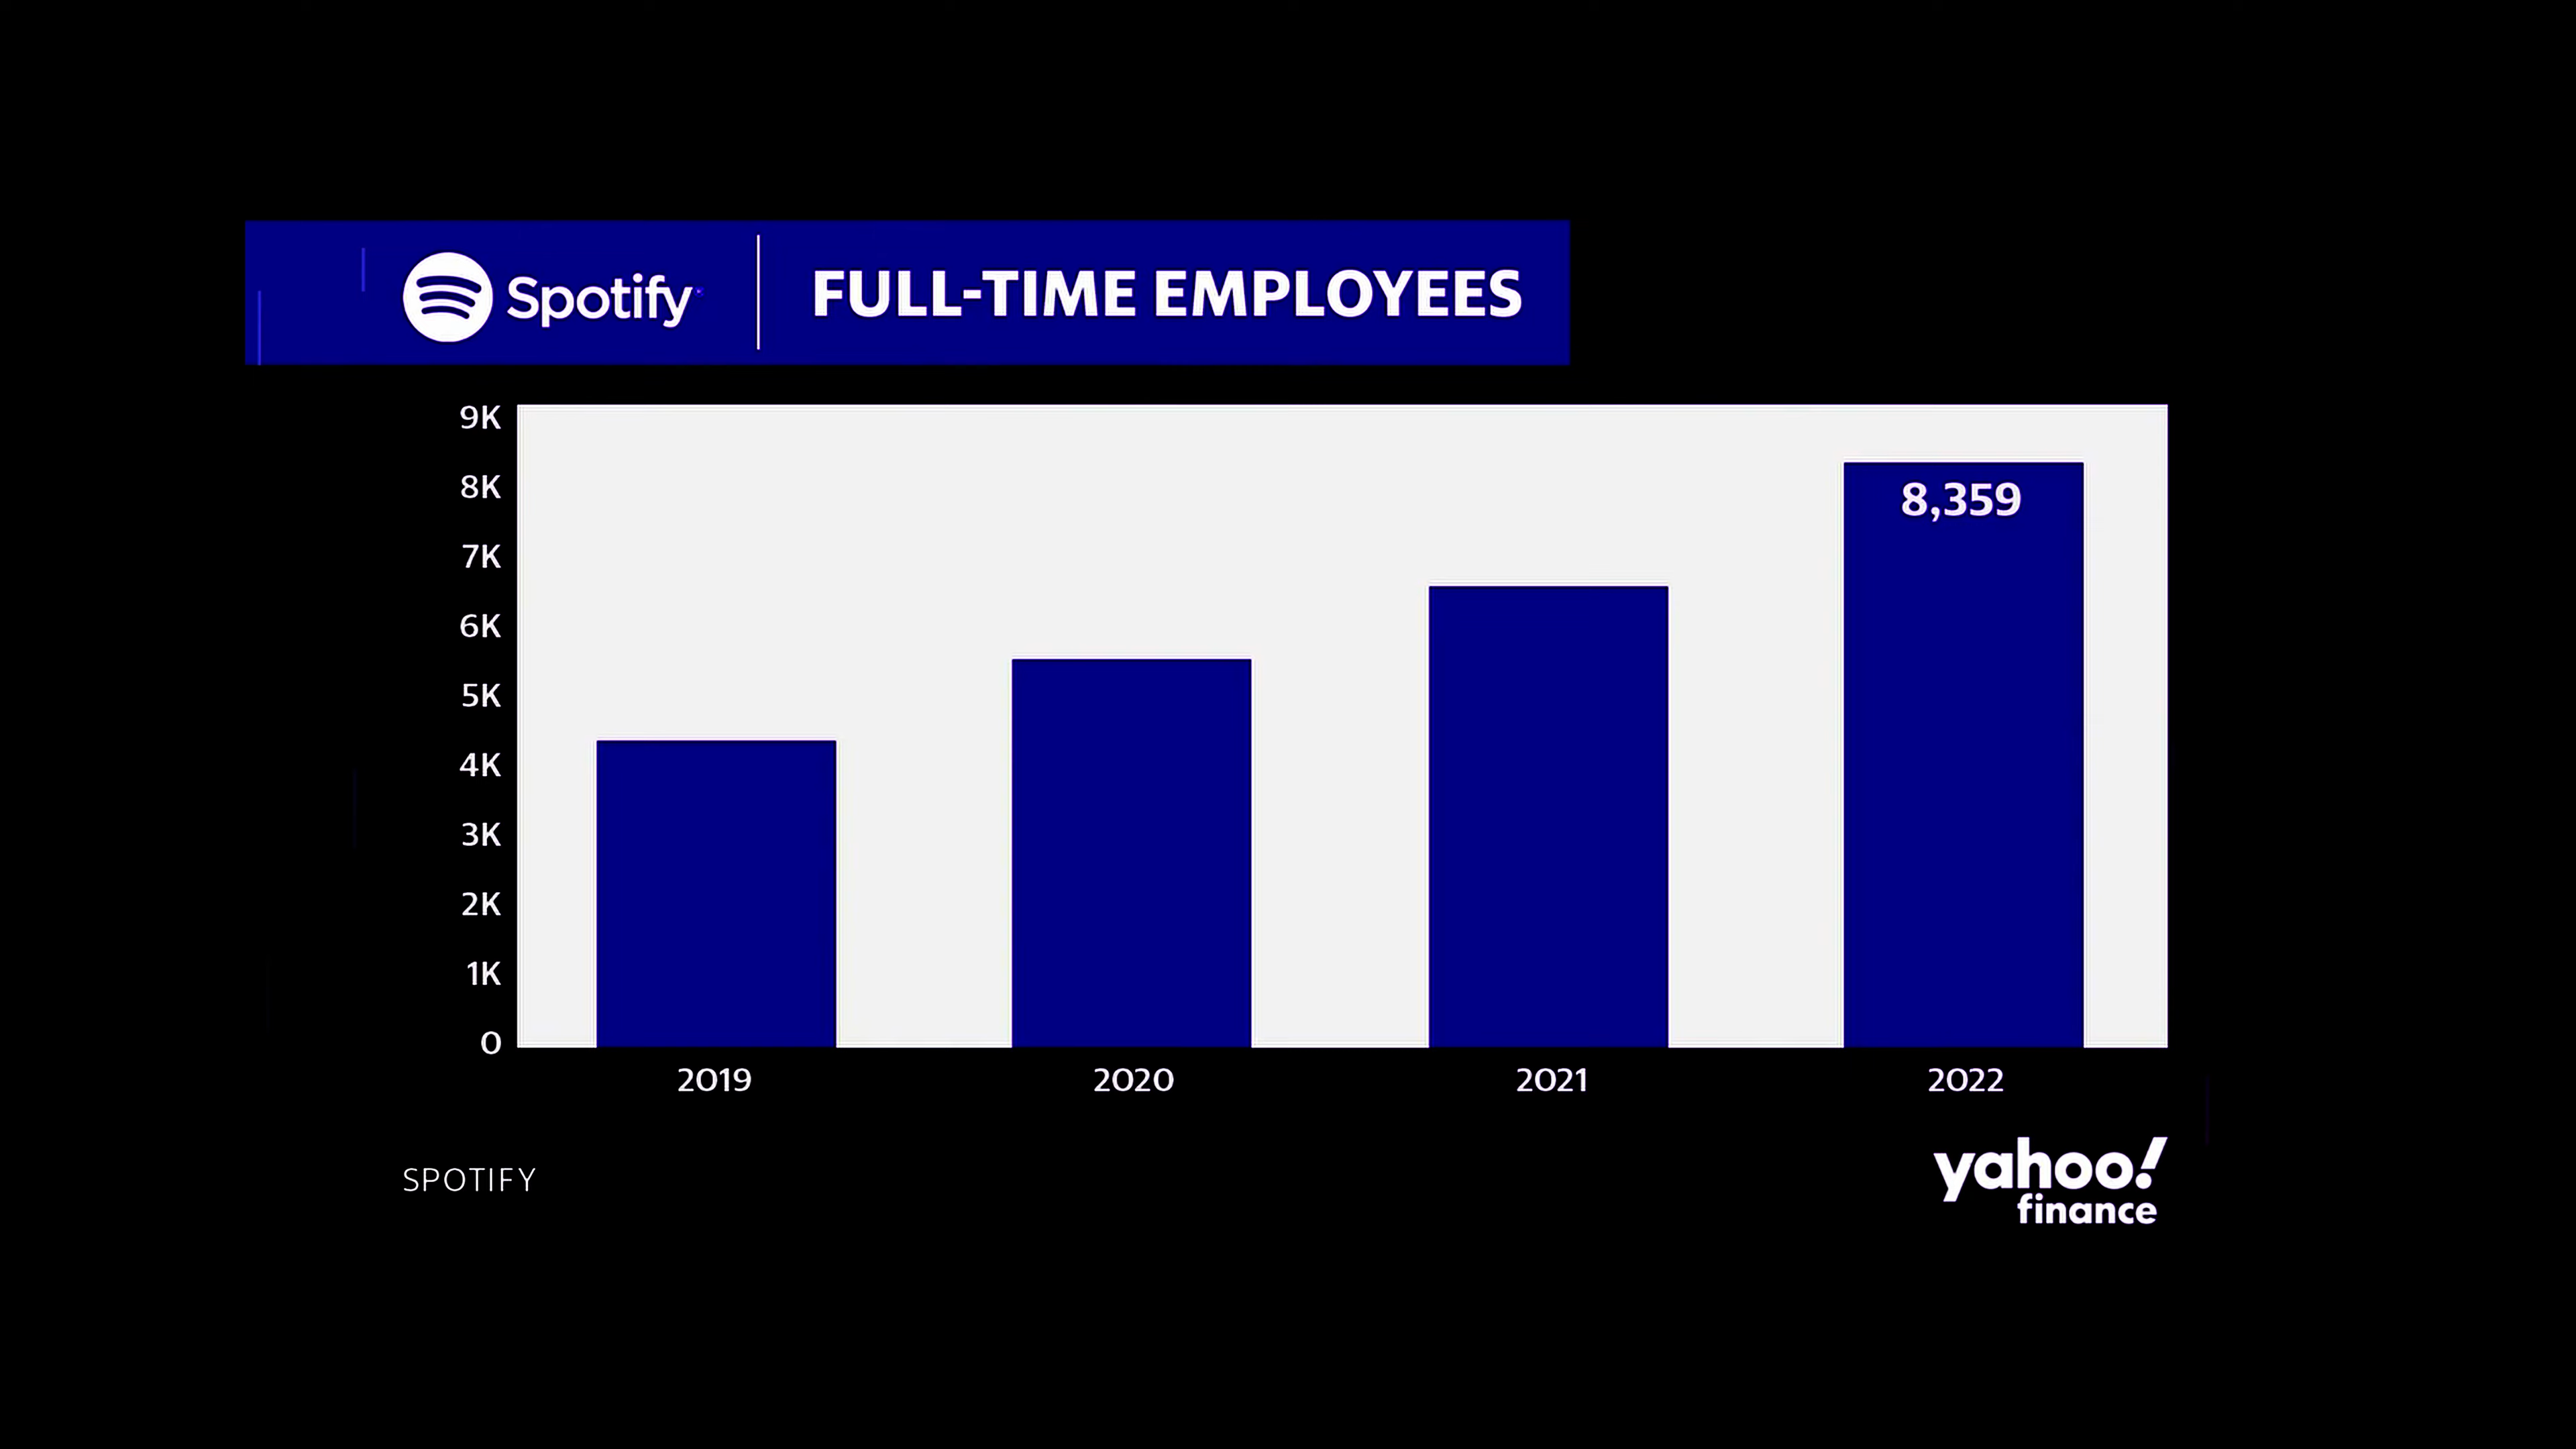 Spotify
FULL-TIME EMPLOYEES
9K
8K
7K
6K
5K
4K
3K
2K
1K
0
8,359
2019 2020 2021 2022
SPOTIFY
yahoo!
finance